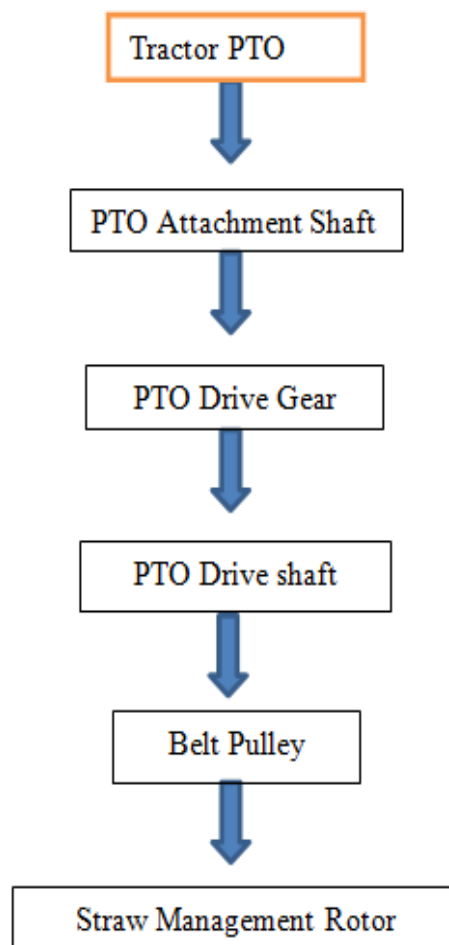 Tractor PTO
PTO Attachment Shaft
PTO Drive Gear
PTO Drive shaft
Belt Pulley
Straw Management Rotor